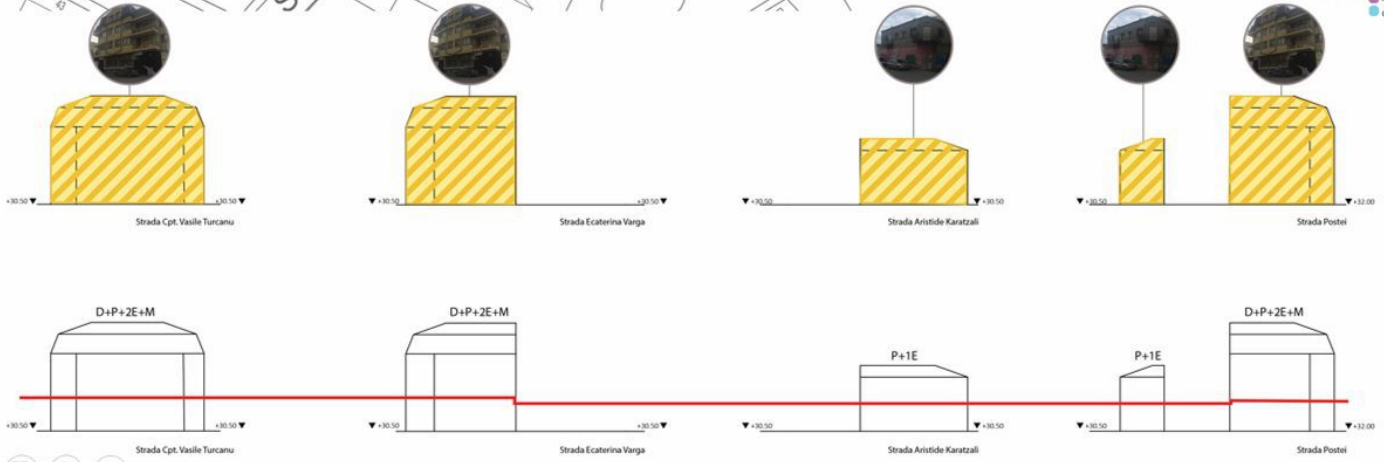 +30.50
+30.50
+30.50
+30.50
+30.50
+30.50
+30.50
+32.00
Strada Cpt. Vasile Turcanu
Strada Ecaterina Varga
Strada Aristide Karatzali
Strada Postei
D+P+2E+M
D+P+2E+M
D+P+2E+M
P+1E
P+1E
+30.50
+30.50
+30.50
+30.50
+30.50
+30.50
+30.50
+32.00
Strada Cpt. Vasile Turcanu
Strada Ecaterina Varga
Strada Aristide Karatzali
Strada Postei